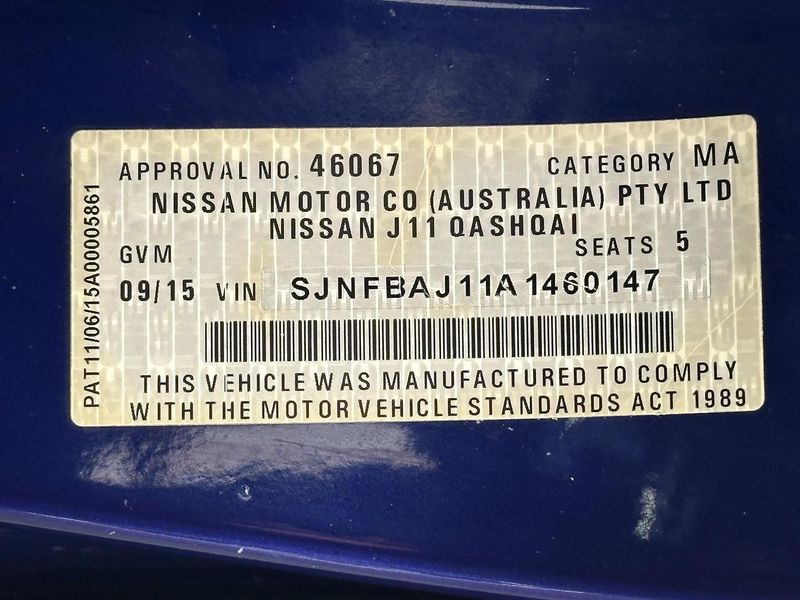 APPROVAL NO. 46067 CATEGORY MA
NISSAN MOTOR CO (AUSTRALIA) PTY LTD
NISSAN J11 QASHQAI
GVM SEATS 5
09/15 VIN SJNFBAJ11A1460147
THIS VEHICLE WAS MANUFACTURED TO COMPLY
WITH THE MOTOR VEHICLE STANDARDS ACT 1989
PAT11/06/15A00005861